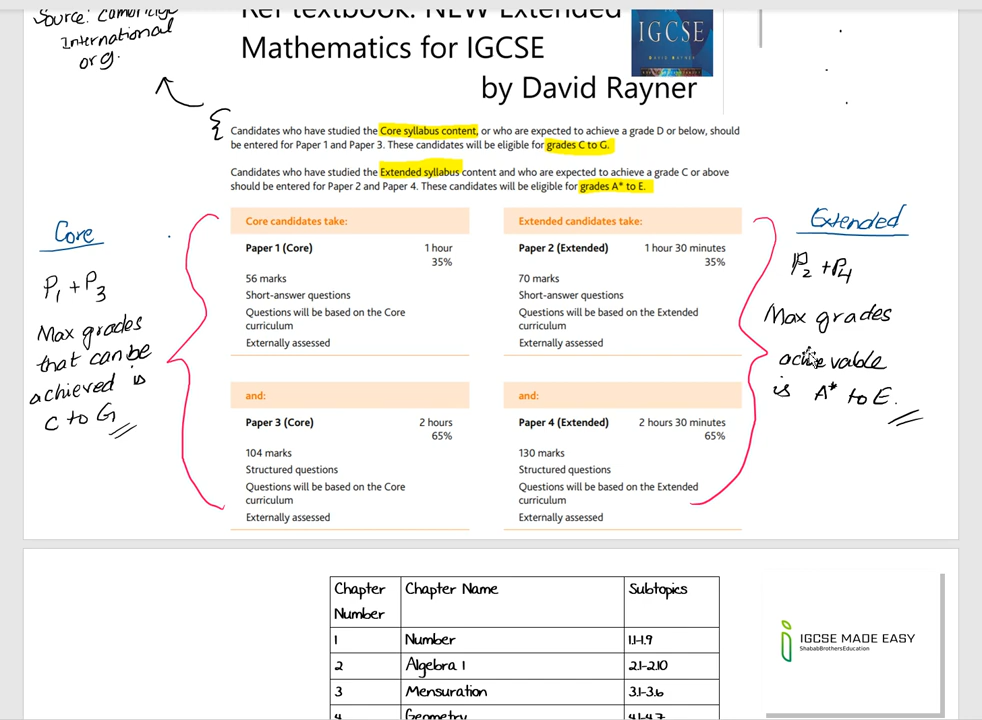 Source: Cambridge
International
org.
Ref textbook: NEW Extended
Mathematics for IGCSE
by David Rayner
IGCSE
DAVID RAYNER
Candidates who have studied the Core syllabus content, or who are expected to achieve a grade D or below, should
be entered for Paper 1 and Paper 3. These candidates will be eligible for grades C to G.
Candidates who have studied the Extended syllabus content and who are expected to achieve a grade C or above
should be entered for Paper 2 and Paper 4. These candidates will be eligible for grades A* to E.
Core
P1 + P3
Max grades
that can be
achieved is
C to G
Core candidates take:
Paper 1 (Core) 1 hour
35%
56 marks
Short-answer questions
Questions will be based on the Core
curriculum
Externally assessed
and:
Paper 3 (Core) 2 hours
65%
104 marks
Structured questions
Questions will be based on the Core
curriculum
Externally assessed
Extended candidates take:
Paper 2 (Extended) 1 hour 30 minutes
35%
70 marks
Short-answer questions
Questions will be based on the Extended
curriculum
Externally assessed
and:
Paper 4 (Extended) 2 hours 30 minutes
65%
130 marks
Structured questions
Questions will be based on the Extended
curriculum
Externally assessed
Extended
P2 + P4
Max grades
achievable
is A* to E.
Chapter Number Chapter Name Subtopics
1 Number 1.1-1.9
2 Algebra 1 2.1-2.10
3 Mensuration 3.1-3.6
4 Geometry 4.1-4.7
IGCSE MADE EASY
ShababBrothersEducation